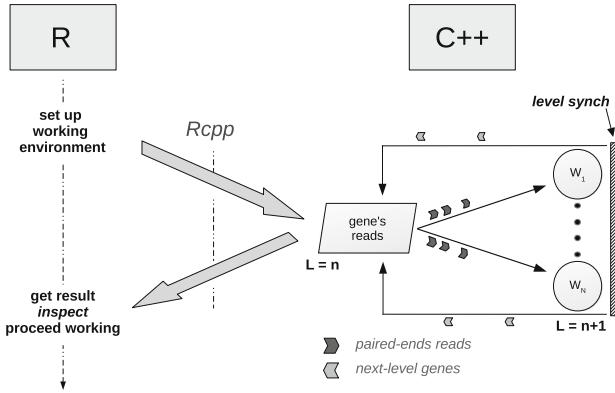 R
C++
set up
working
environment
Rcpp
level synch
W1
gene's
reads
L = n
WN
L = n+1
get result
inspect
proceed working
paired-ends reads
next-level genes